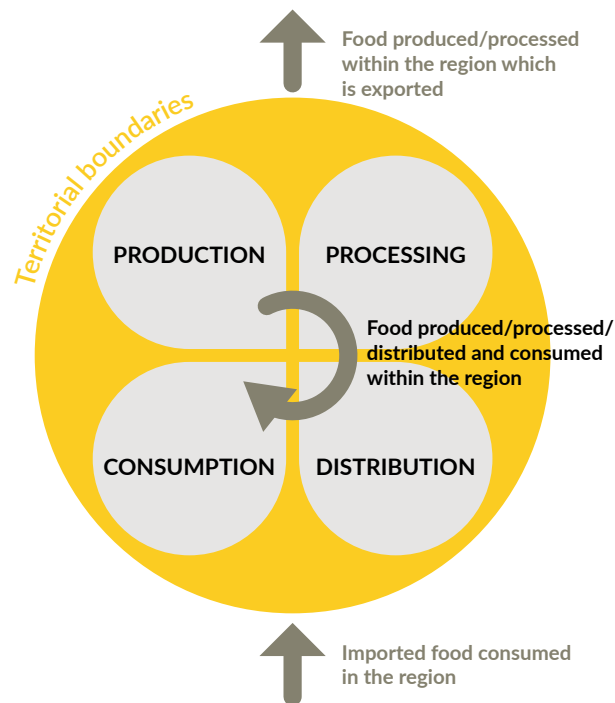 Food produced/processed
within the region which
is exported
Territorial boundaries
PRODUCTION
PROCESSING
Food produced/processed/
distributed and consumed
within the region
CONSUMPTION
DISTRIBUTION
Imported food consumed
in the region